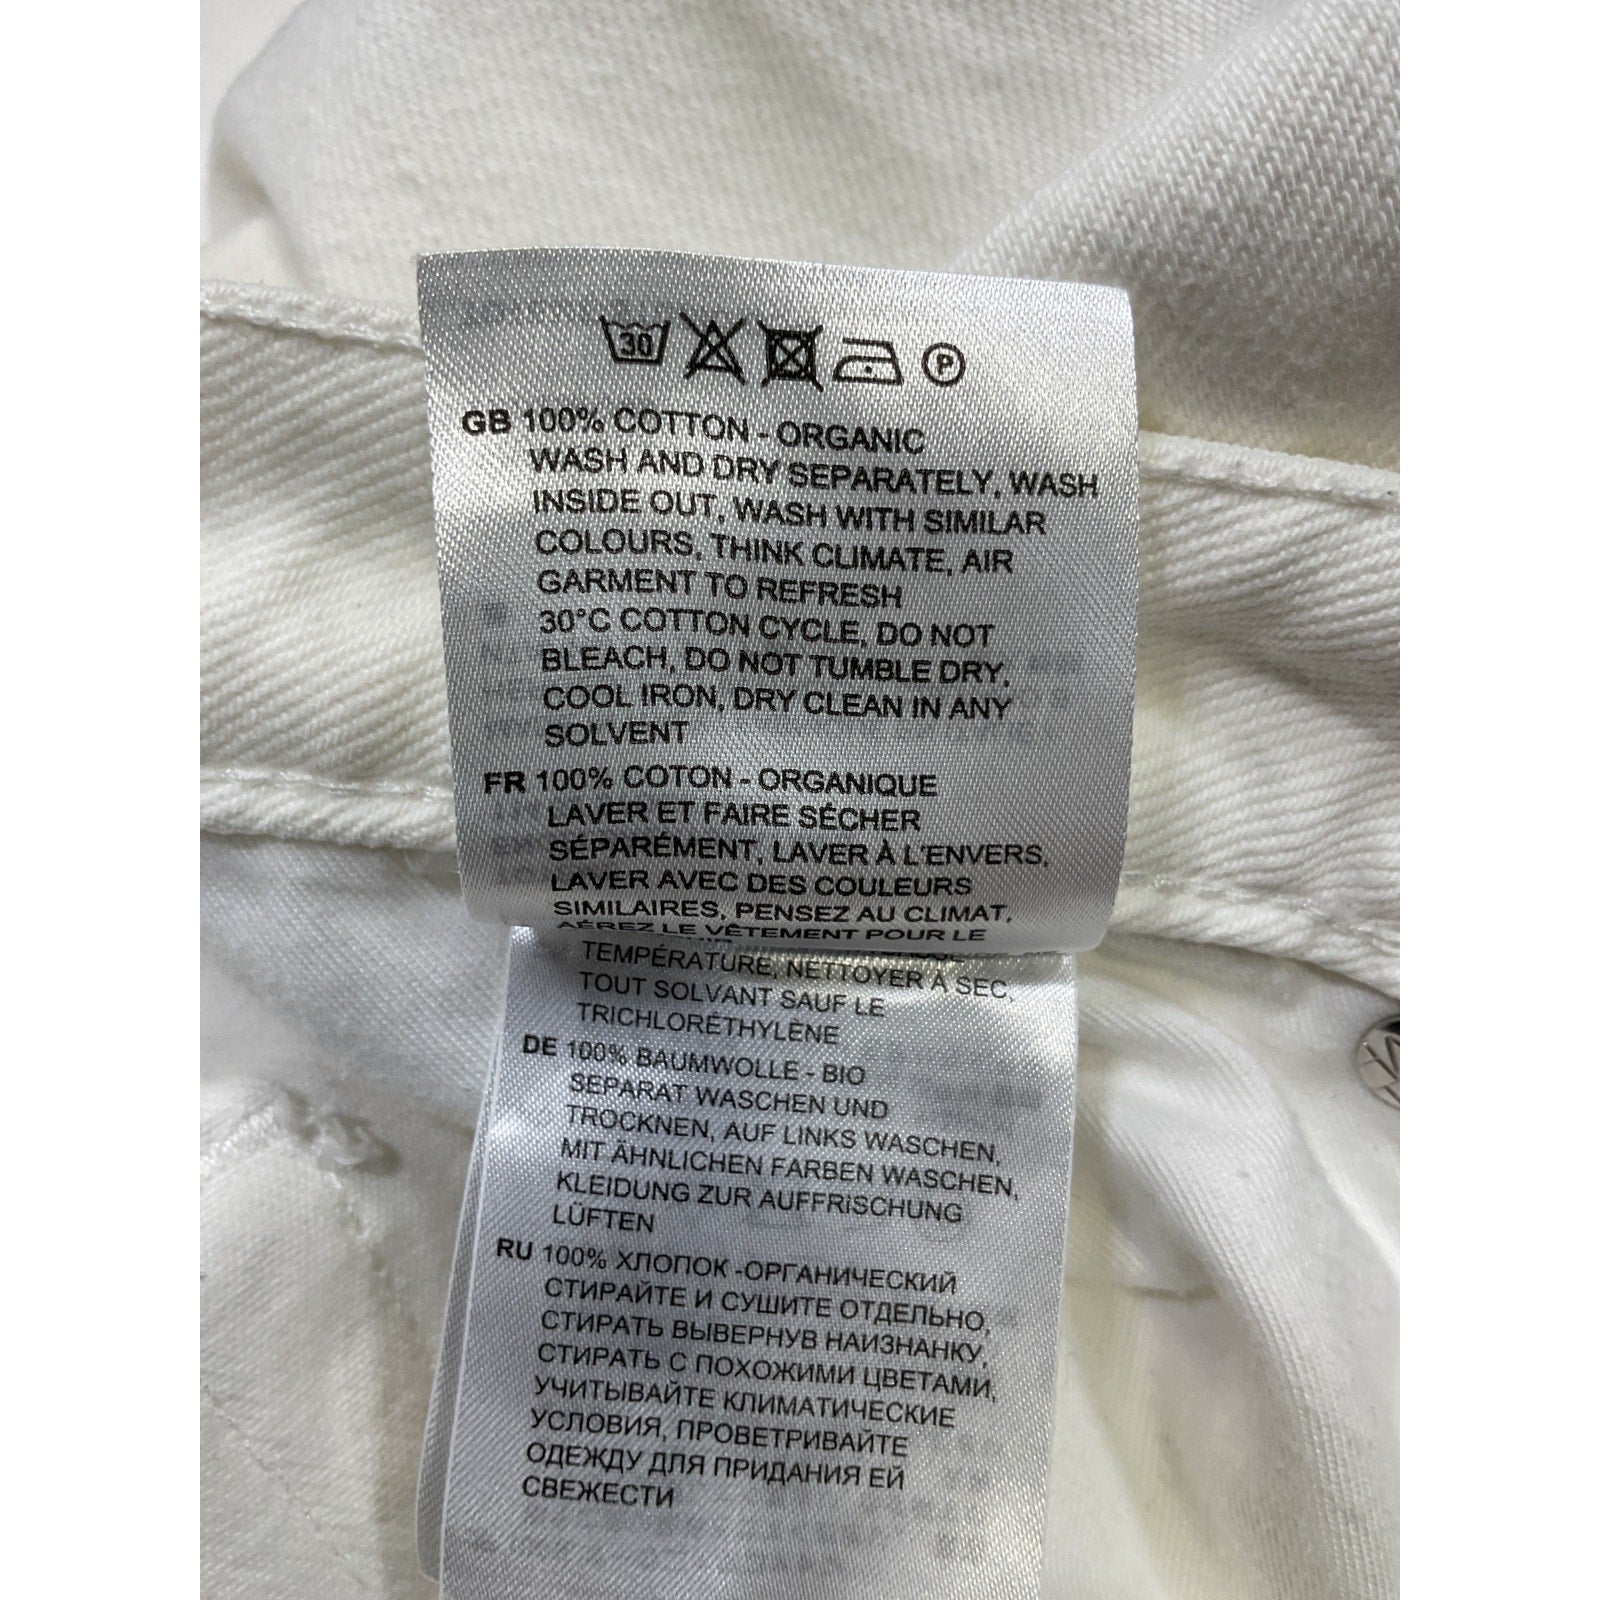 30
P
GB 100% COTTON - ORGANIC
WASH AND DRY SEPARATELY, WASH
INSIDE OUT, WASH WITH SIMILAR
COLOURS, THINK CLIMATE, AIR
GARMENT TO REFRESH
30°C COTTON CYCLE, DO NOT
BLEACH, DO NOT TUMBLE DRY,
COOL IRON, DRY CLEAN IN ANY
SOLVENT
FR 100% COTON - ORGANIQUE
LAVER ET FAIRE SÉCHER
SÉPARÉMENT, LAVER À L'ENVERS,
LAVER AVEC DES COULEURS
SIMILAIRES, PENSEZ AU CLIMAT,
AÉREZ LE VÊTEMENT POUR LE
TEMPÉRATURE, NETTOYER À SEC,
TOUT SOLVANT SAUF LE
TRICHLORÉTHYLÈNE
DE 100% BAUMWOLLE - BIO
SEPARAT WASCHEN UND
TROCKNEN, AUF LINKS WASCHEN,
MIT ÄHNLICHEN FARBEN WASCHEN,
KLEIDUNG ZUR AUFFRISCHUNG
LÜFTEN
RU 100% ХЛОПОК -ОРГАНИЧЕСКИЙ
СТИРАЙТЕ И СУШИТЕ ОТДЕЛЬНО,
СТИРАТЬ ВЫВЕРНУВ НАИЗНАНКУ,
СТИРАТЬ С ПОХОЖИМИ ЦВЕТАМИ,
УЧИТЫВАЙТЕ КЛИМАТИЧЕСКИЕ
УСЛОВИЯ, ПРОВЕТРИВАЙТЕ
ОДЕЖДУ ДЛЯ ПРИДАНИЯ ЕЙ
СВЕЖЕСТИ